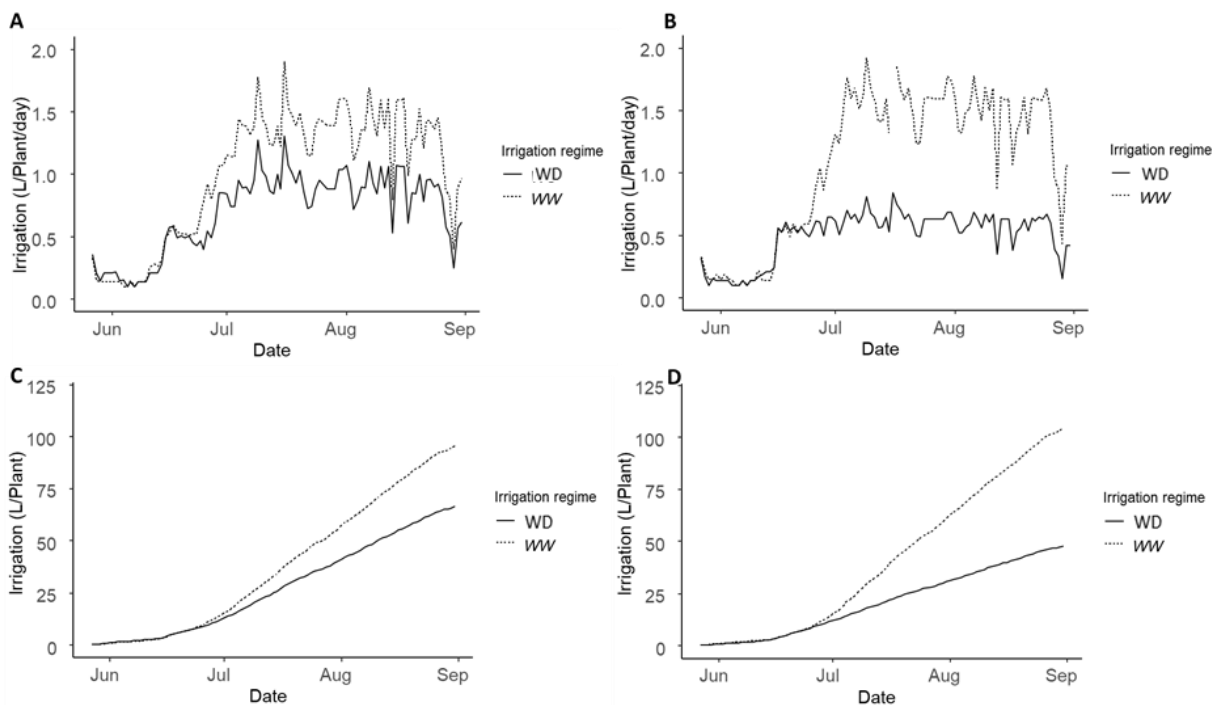 A
Irrigation (L/Plant/day)
2.0
1.5
1.0
0.5
0.0
Jun
Jul
Aug
Sep
Date
Irrigation regime
WD
WW
B
Irrigation (L/Plant/day)
2.0
1.5
1.0
0.5
0.0
Jun
Jul
Aug
Sep
Date
Irrigation regime
WD
WW
C
Irrigation (L/Plant)
125
100
75
50
25
0
Jun
Jul
Aug
Sep
Date
Irrigation regime
WD
WW
D
Irrigation (L/Plant)
125
100
75
50
25
0
Jun
Jul
Aug
Sep
Date
Irrigation regime
WD
WW